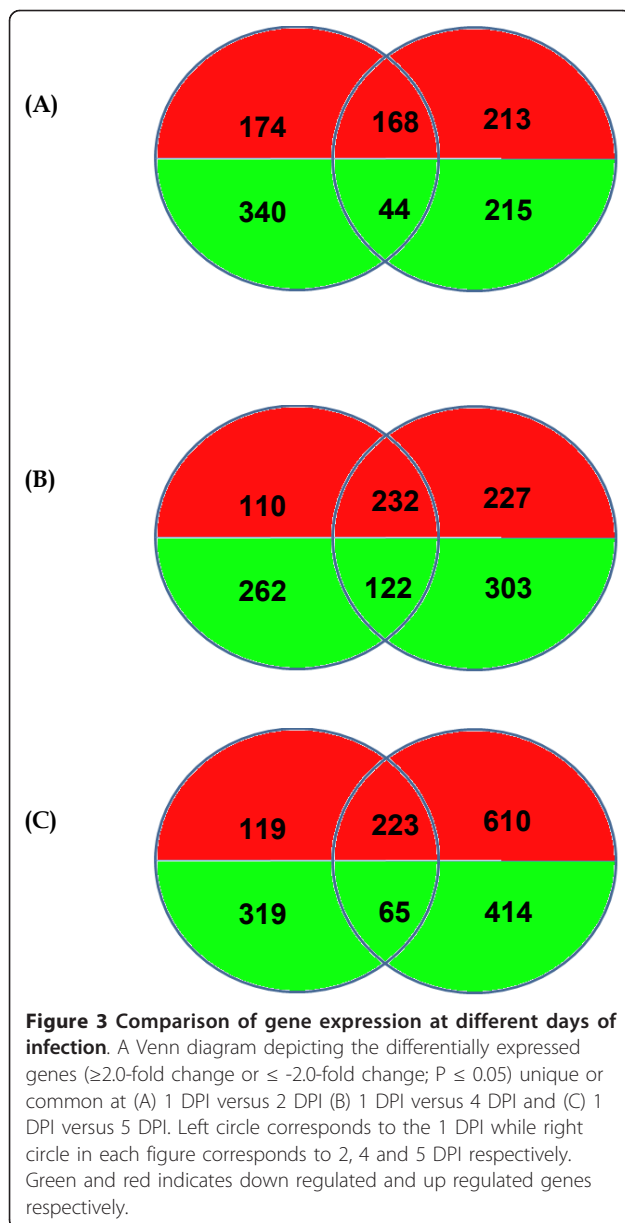 (A)
174 168 213
340 44 215
(B)
110 232 227
262 122 303
(C)
119 223 610
319 65 414
Figure 3 Comparison of gene expression at different days of
infection. A Venn diagram depicting the differentially expressed
genes (≥2.0-fold change or ≤ -2.0-fold change; P ≤ 0.05) unique or
common at (A) 1 DPI versus 2 DPI (B) 1 DPI versus 4 DPI and (C) 1
DPI versus 5 DPI. Left circle corresponds to the 1 DPI while right
circle in each figure corresponds to 2, 4 and 5 DPI respectively.
Green and red indicates down regulated and up regulated genes
respectively.